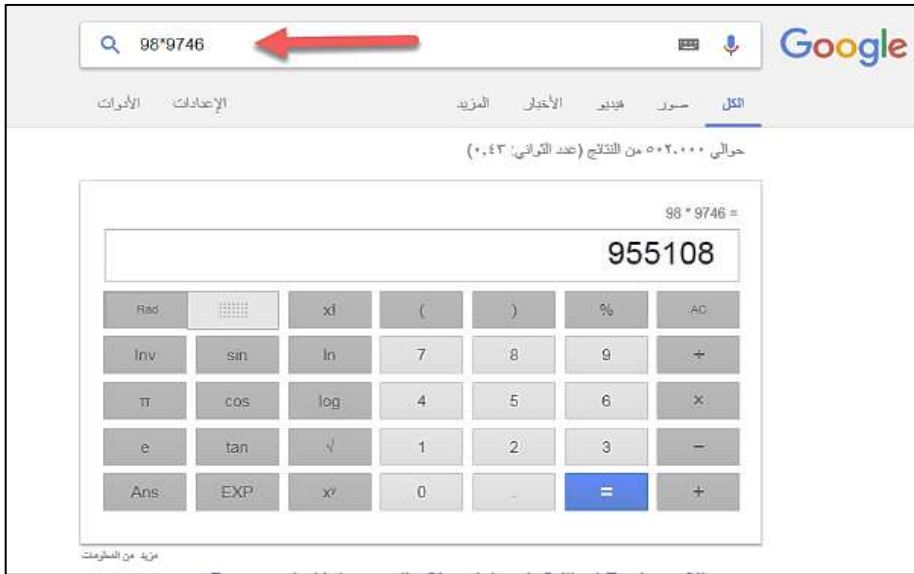 98*9746
Google
الكل صور فيديو الأخبار المزيد الإعدادات الأدوات
حوالي ٥٠٢،٠٠٠ من النتائج (عدد الثواني: ٠,٤٣)
98 * 9746 =
955108
Rad x! ( ) % AC
Inv sin ln 7 8 9 ÷
π cos log 4 5 6 ×
e tan √ 1 2 3 −
Ans EXP xʸ 0 . = +
مزيد من المعلومات